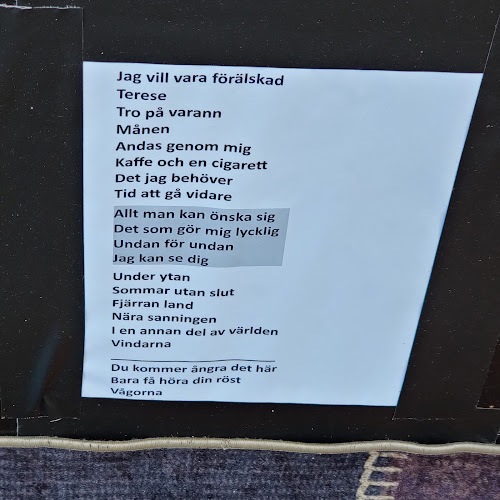 Jag vill vara förälskad
Terese
Tro på varann
Månen
Andas genom mig
Kaffe och en cigarett
Det jag behöver
Tid att gå vidare
Allt man kan önska sig
Det som gör mig lycklig
Undan för undan
Jag kan se dig
Under ytan
Sommar utan slut
Fjärran land
Nära sanningen
I en annan del av världen
Vindarna
Du kommer ångra det här
Bara få höra din röst
Vågorna